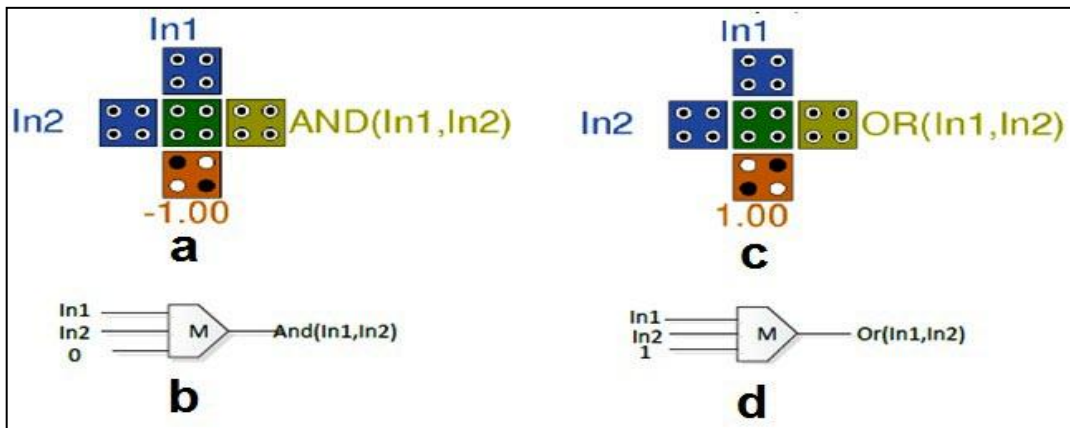 In1
In2
AND(In1,In2)
-1.00
a
In1
In2
OR(In1,In2)
1.00
c
In1
In2
0
M
And(In1,In2)
b
In1
In2
1
M
Or(In1,In2)
d